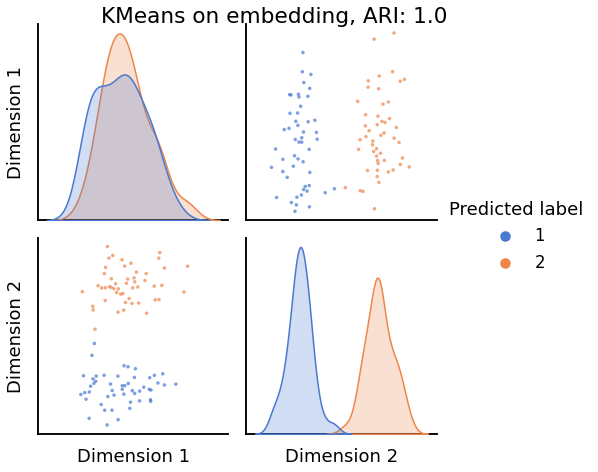 KMeans on embedding, ARI: 1.0
Dimension 1
Predicted label
1
2
Dimension 2
Dimension 1
Dimension 2